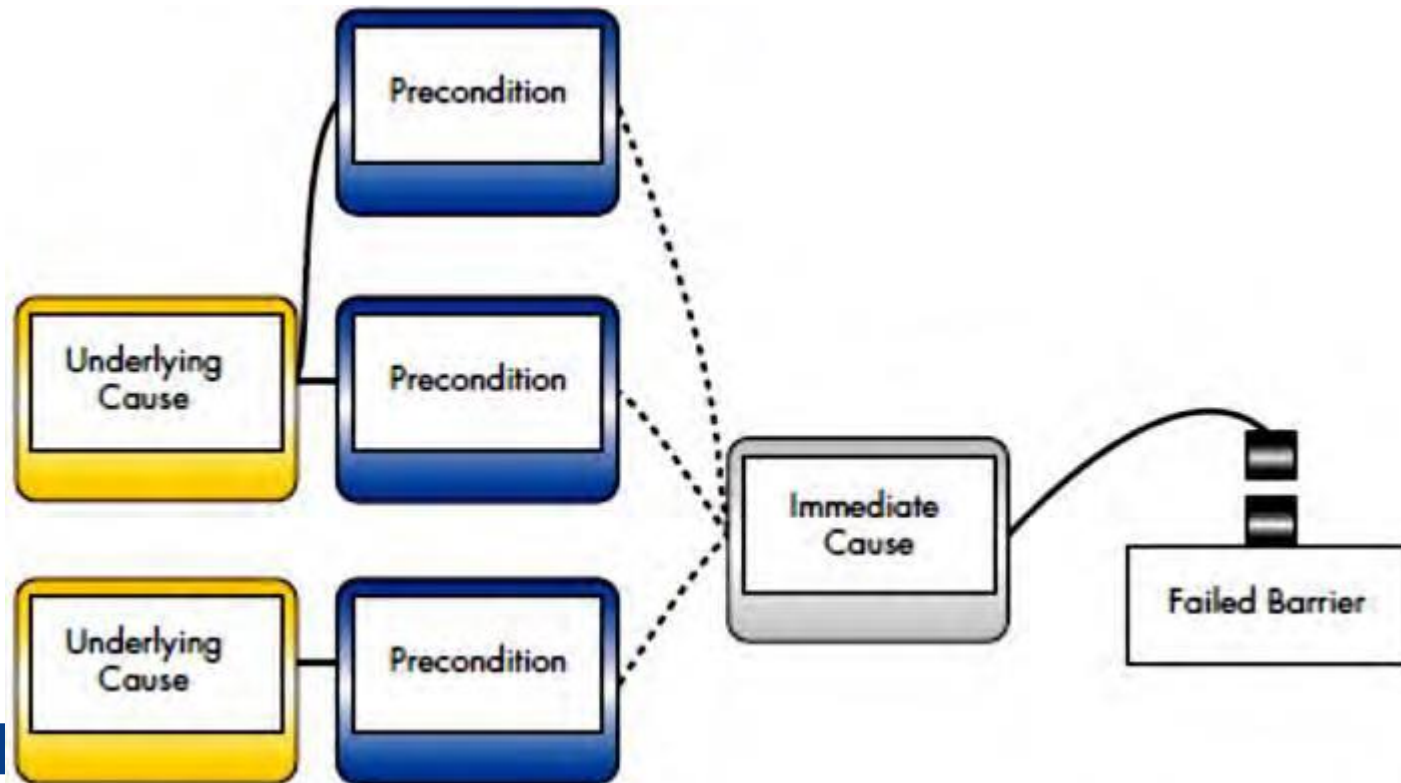 Precondition
Underlying
Cause
Precondition
Immediate
Cause
Failed Barrier
Underlying
Cause
Precondition